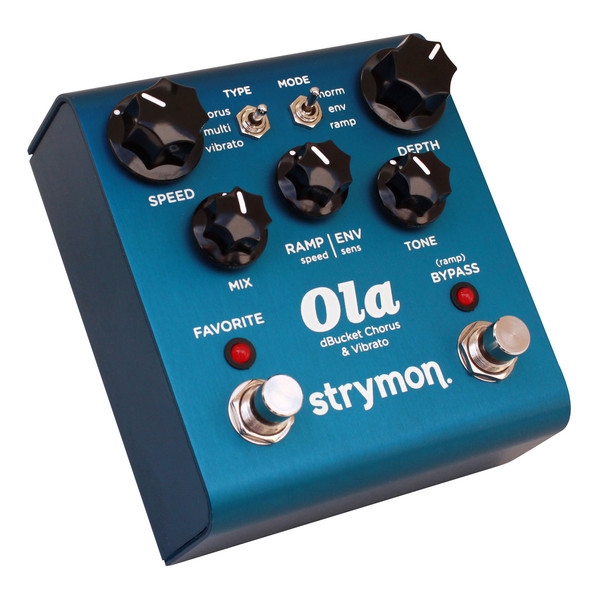 TYPE
MODE
orus
multi
vibrato
norm
env
ramp
SPEED
DEPTH
MIX
RAMP | ENV
speed sens
TONE
(ramp)
BYPASS
FAVORITE
Ola
dBucket Chorus
& Vibrato
strymon.